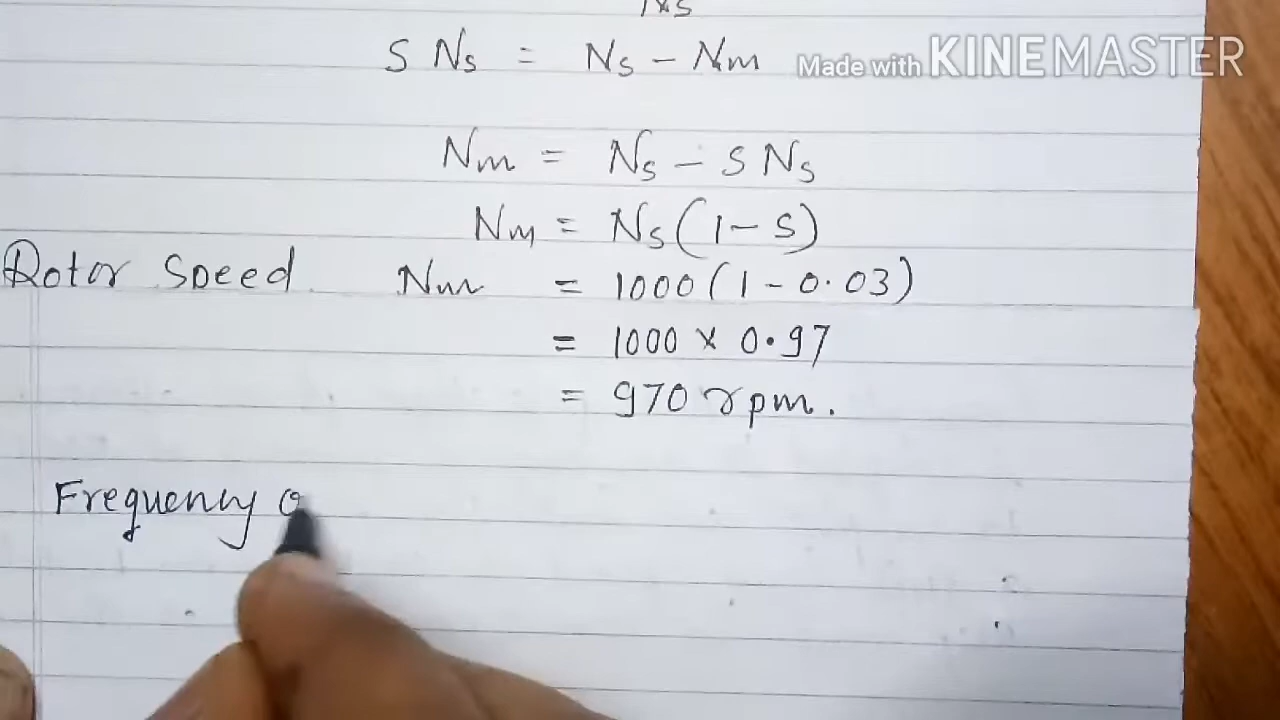 S Ns = Ns - Nm
Made with KINEMASTER
Nm = Ns - S Ns
Nm = Ns (1 - S)
Rotor Speed Nm = 1000 (1 - 0.03)
= 1000 × 0.97
= 970 rpm.
Frequency o